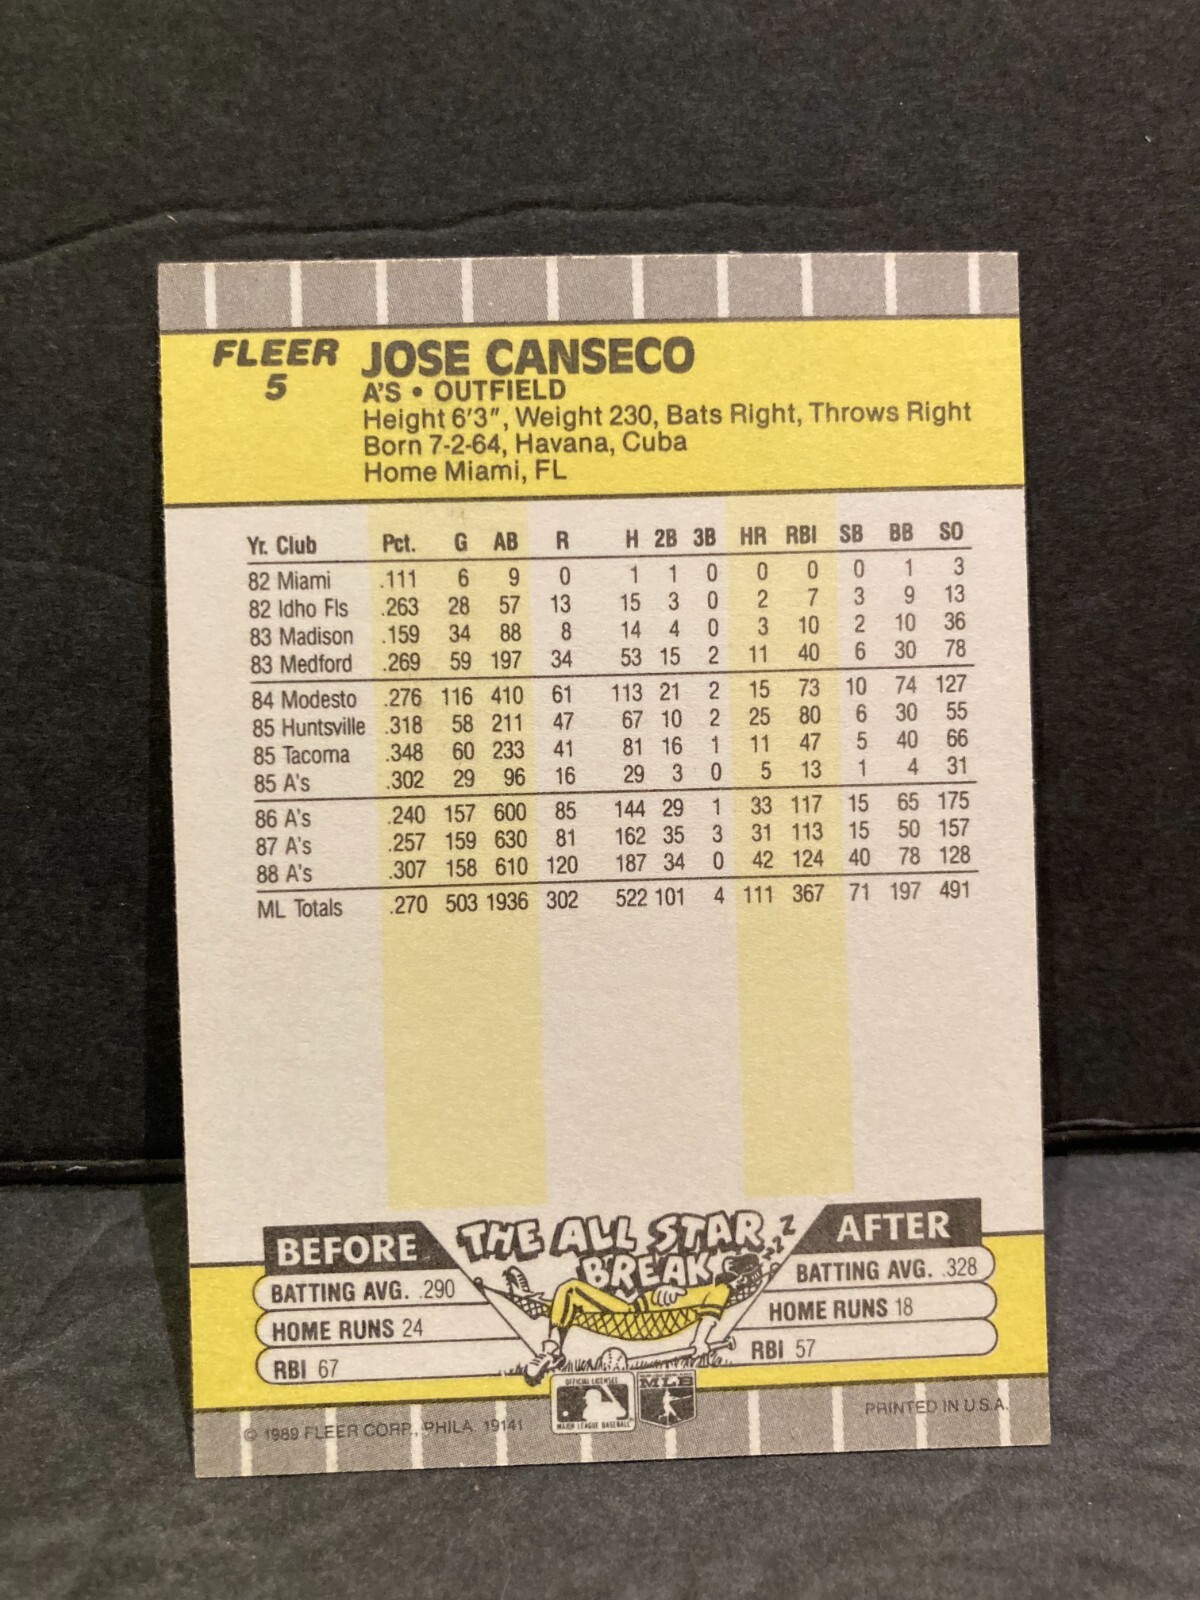 FLEER
5
JOSE CANSECO
A'S • OUTFIELD
Height 6'3", Weight 230, Bats Right, Throws Right
Born 7-2-64, Havana, Cuba
Home Miami, FL
Yr. Club Pct. G AB R H 2B 3B HR RBI SB BB SO
82 Miami .111 6 9 0 1 1 0 0 0 0 1 3
82 Idho Fls .263 28 57 13 15 3 0 2 7 3 9 13
83 Madison .159 34 88 8 14 4 0 3 10 2 10 36
83 Medford .269 59 197 34 53 15 2 11 40 6 30 78
84 Modesto .276 116 410 61 113 21 2 15 73 10 74 127
85 Huntsville .318 58 211 47 67 10 2 25 80 6 30 55
85 Tacoma .348 60 233 41 81 16 1 11 47 5 40 66
85 A's .302 29 96 16 29 3 0 5 13 1 4 31
86 A's .240 157 600 85 144 29 1 33 117 15 65 175
87 A's .257 159 630 81 162 35 3 31 113 15 50 157
88 A's .307 158 610 120 187 34 0 42 124 40 78 128
ML Totals .270 503 1936 302 522 101 4 111 367 71 197 491
THE ALL STAR
BREAK
ZZZ
BEFORE
BATTING AVG. .290
HOME RUNS 24
RBI 67
AFTER
BATTING AVG. .328
HOME RUNS 18
RBI 57
OFFICIAL LICENSEE
MAJOR LEAGUE BASEBALL
MLB
© 1989 FLEER CORP., PHILA. 19141
PRINTED IN U.S.A.